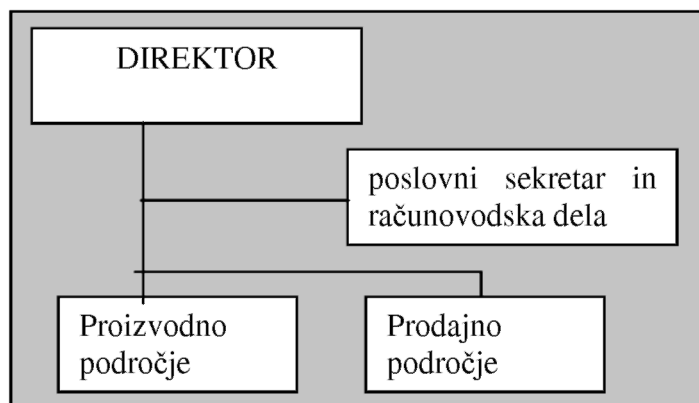 DIREKTOR
poslovni sekretar in
računovodska dela
Proizvodno
področje
Prodajno
področje